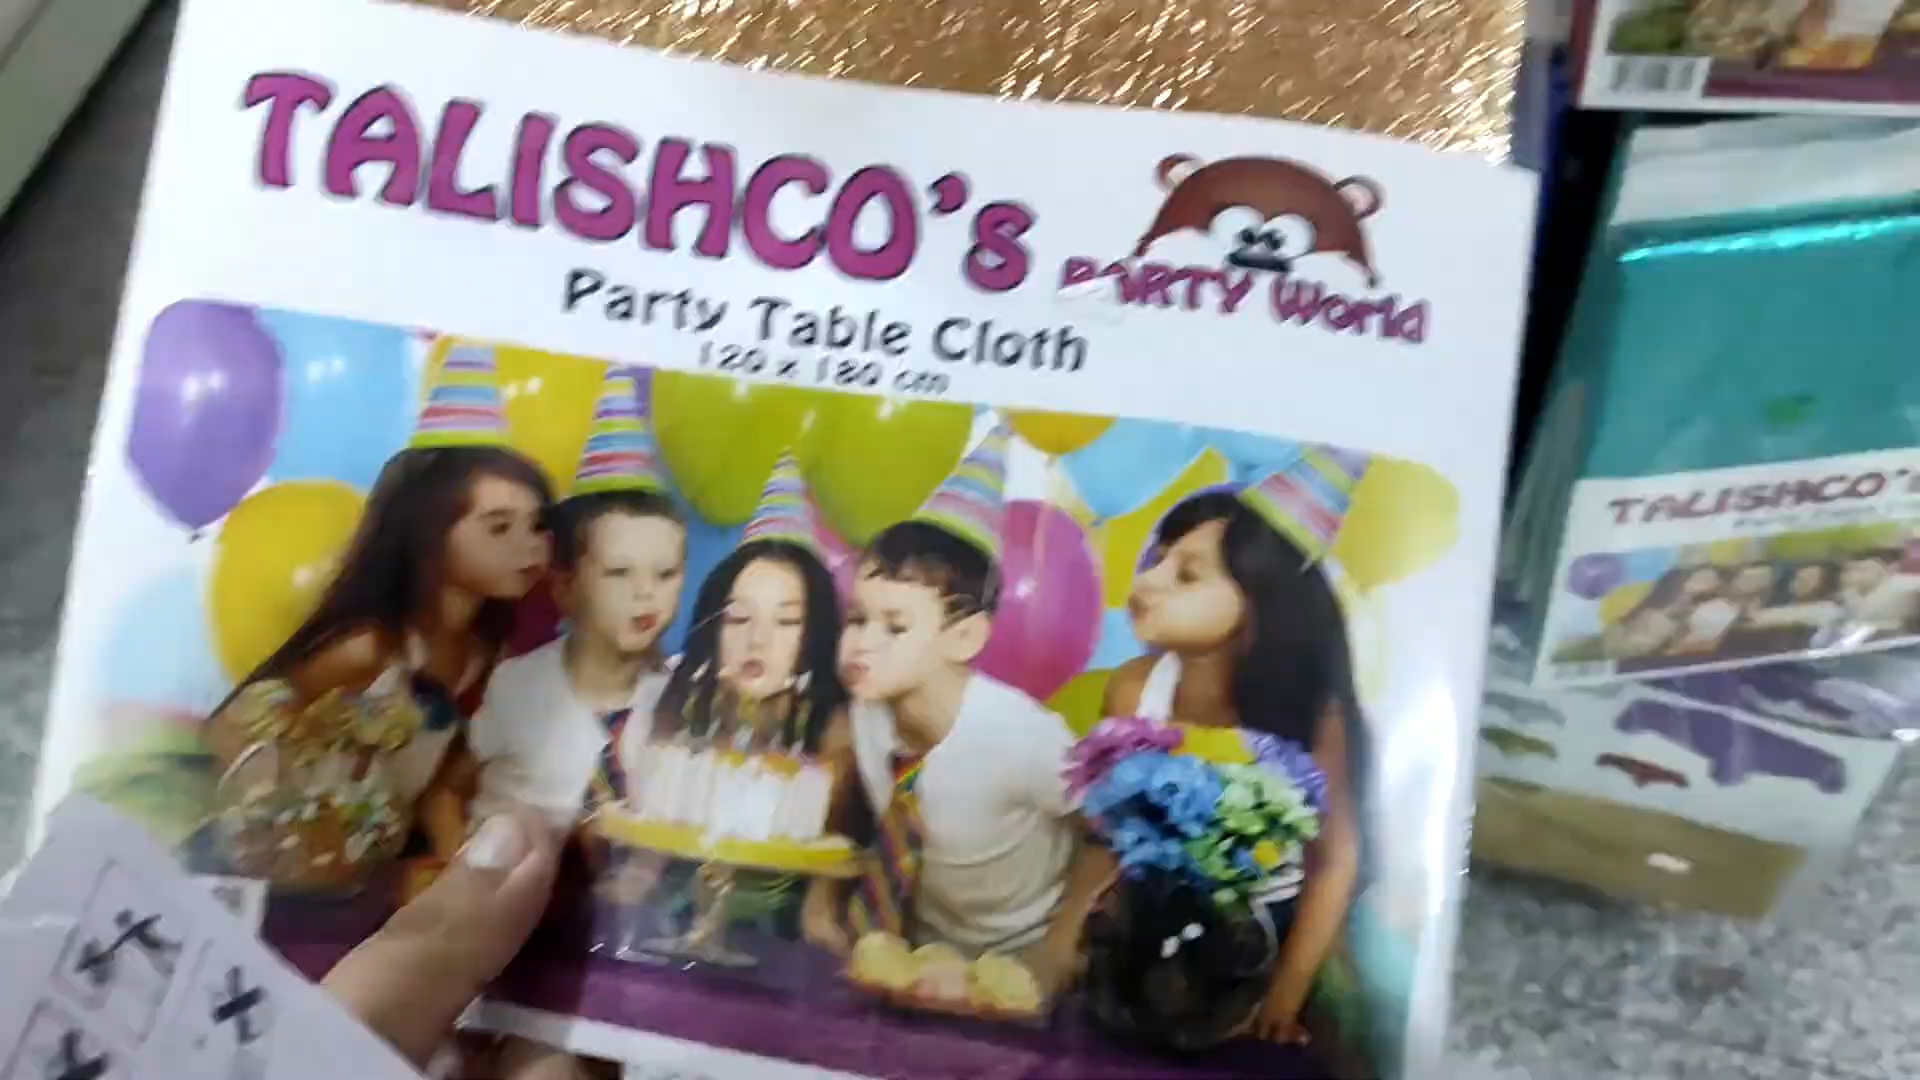 TALISHCO's
PARTY World
Party Table Cloth
120 x 180 cm
TALISHCO's